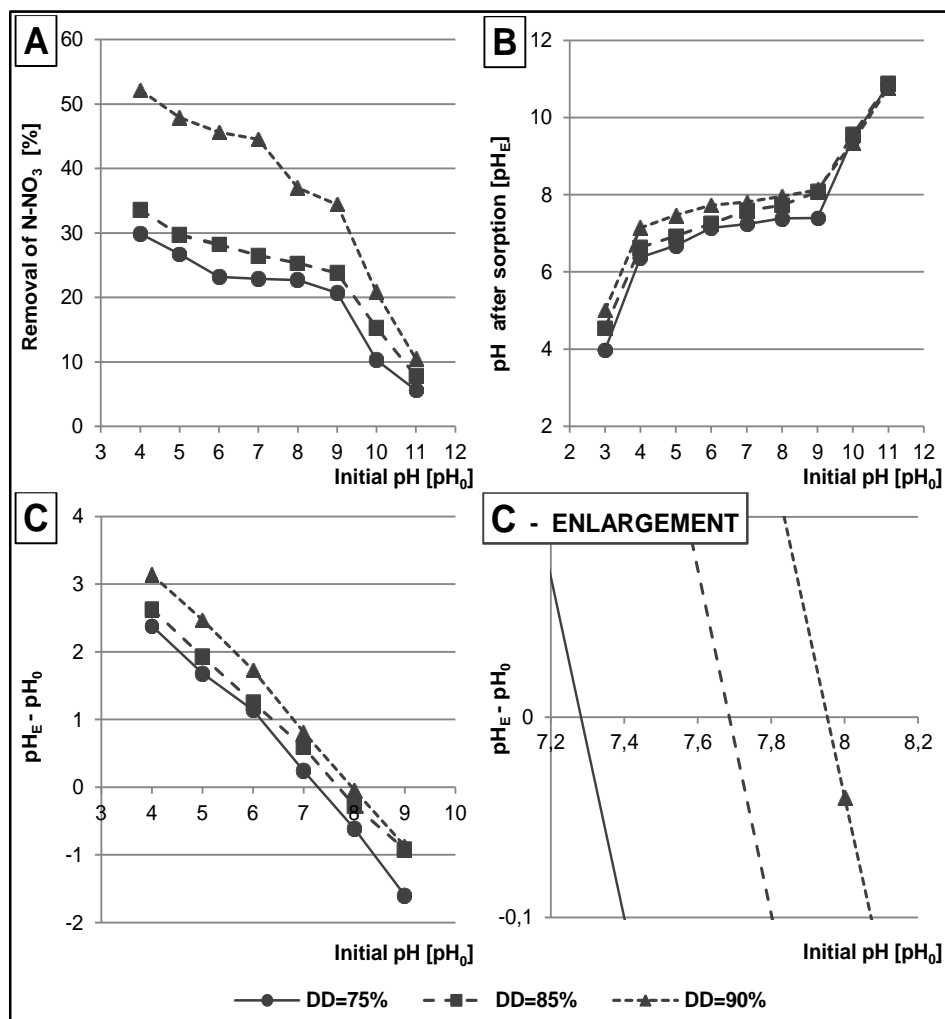 A
Removal of N-NO₃ [%]
60
50
40
30
20
10
0
3 4 5 6 7 8 9 10 11 12
Initial pH [pH₀]
B
pH after sorption [pHE]
12
10
8
6
4
2
2 3 4 5 6 7 8 9 10 11 12
Initial pH [pH₀]
C
pHE - pH₀
4
3
2
1
0
-1
-2
3 4 5 6 7 8 9 10
Initial pH [pH₀]
C - ENLARGEMENT
pHE - pH₀
0
7,2 7,4 7,6 7,8 8 8,2
-0,1
Initial pH [pH₀]
DD=75% DD=85% DD=90%